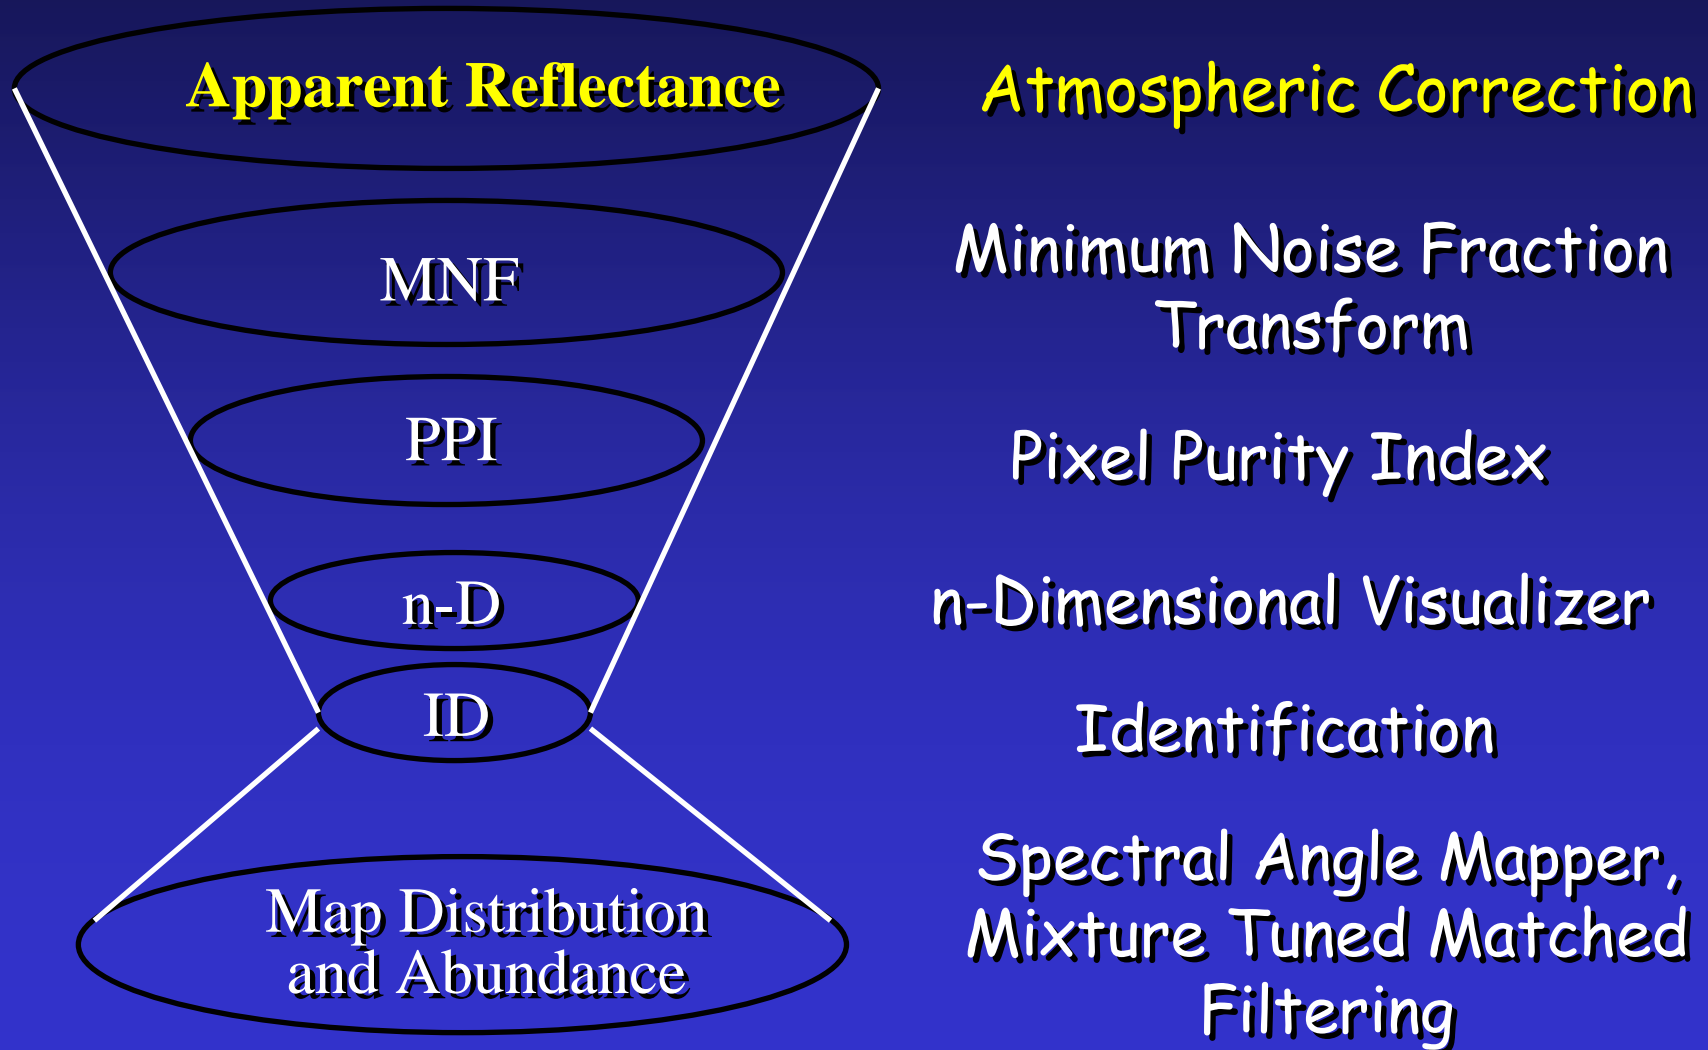 Apparent Reflectance
Atmospheric Correction
MNF
Minimum Noise Fraction
Transform
PPI
Pixel Purity Index
n-D
n-Dimensional Visualizer
ID
Identification
Map Distribution
and Abundance
Spectral Angle Mapper,
Mixture Tuned Matched
Filtering